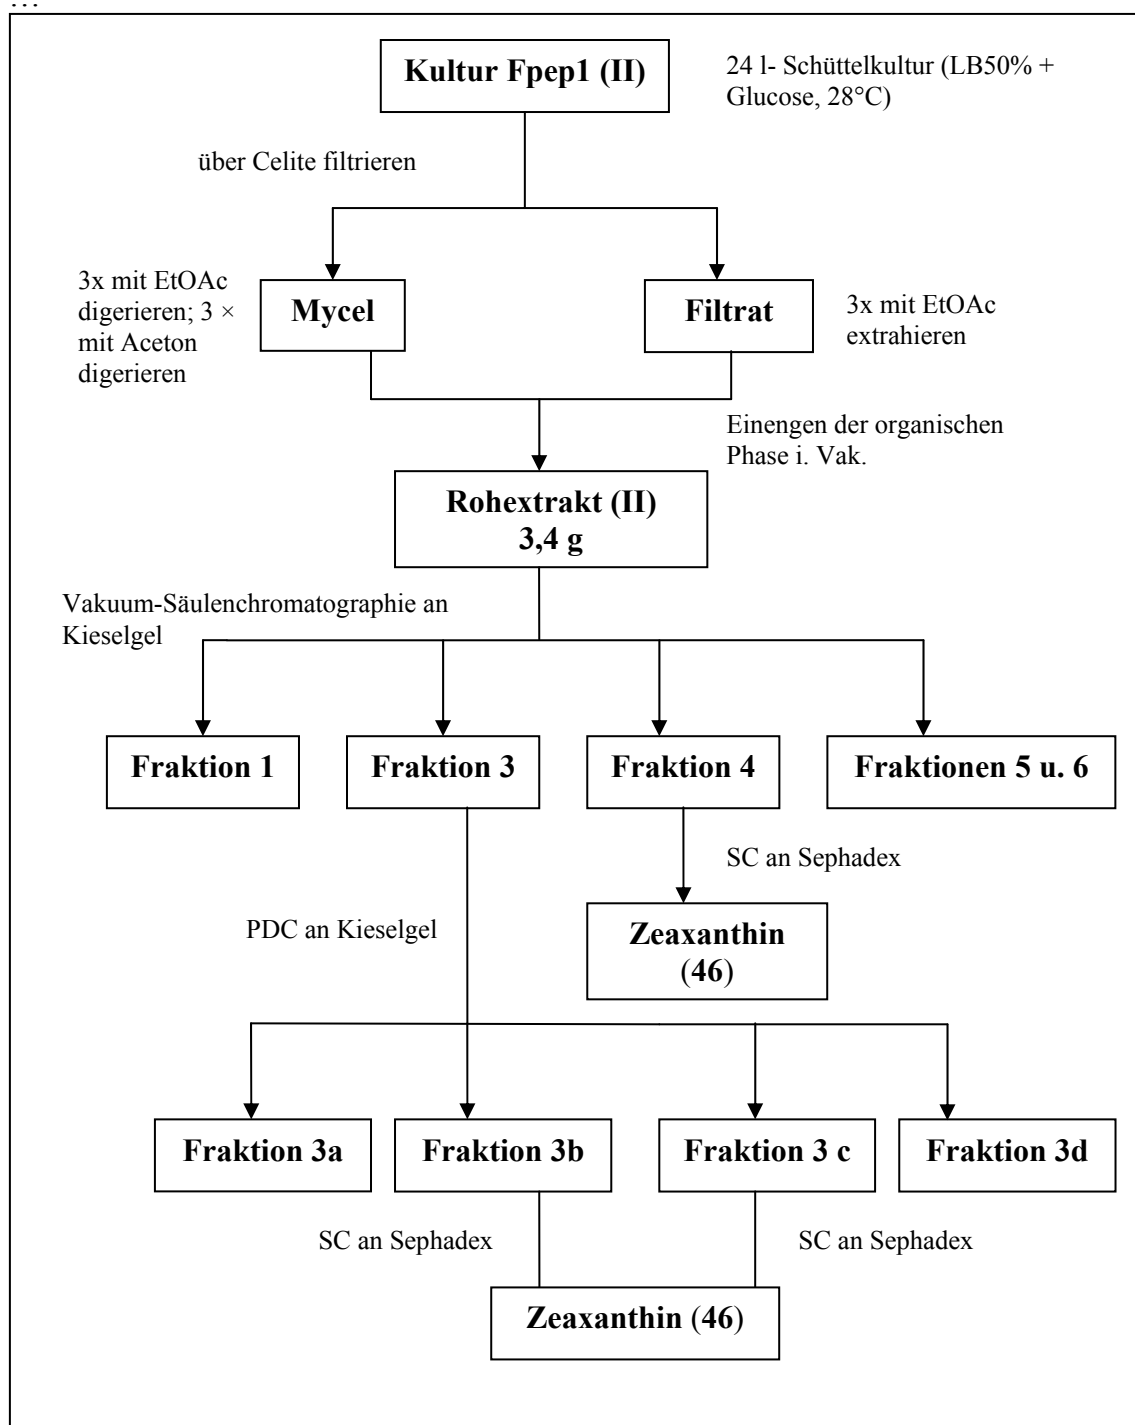 ...
Kultur Fpep1 (II)
24 l- Schüttelkultur (LB50% +
Glucose, 28°C)
über Celite filtrieren
3x mit EtOAc
digerieren; 3 ×
mit Aceton
digerieren
Mycel
Filtrat
3x mit EtOAc
extrahieren
Einengen der organischen
Phase i. Vak.
Rohextrakt (II)
3,4 g
Vakuum-Säulenchromatographie an
Kieselgel
Fraktion 1
Fraktion 3
Fraktion 4
Fraktionen 5 u. 6
SC an Sephadex
PDC an Kieselgel
Zeaxanthin
(46)
Fraktion 3a
Fraktion 3b
Fraktion 3 c
Fraktion 3d
SC an Sephadex
SC an Sephadex
Zeaxanthin (46)